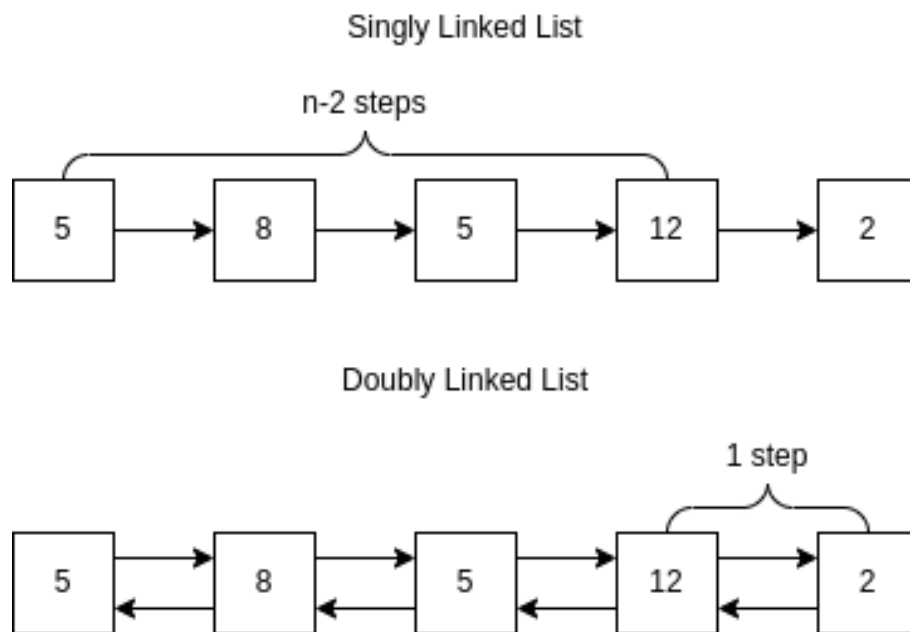 Singly Linked List
n-2 steps
5 8 5 12 2
Doubly Linked List
1 step
5 8 5 12 2